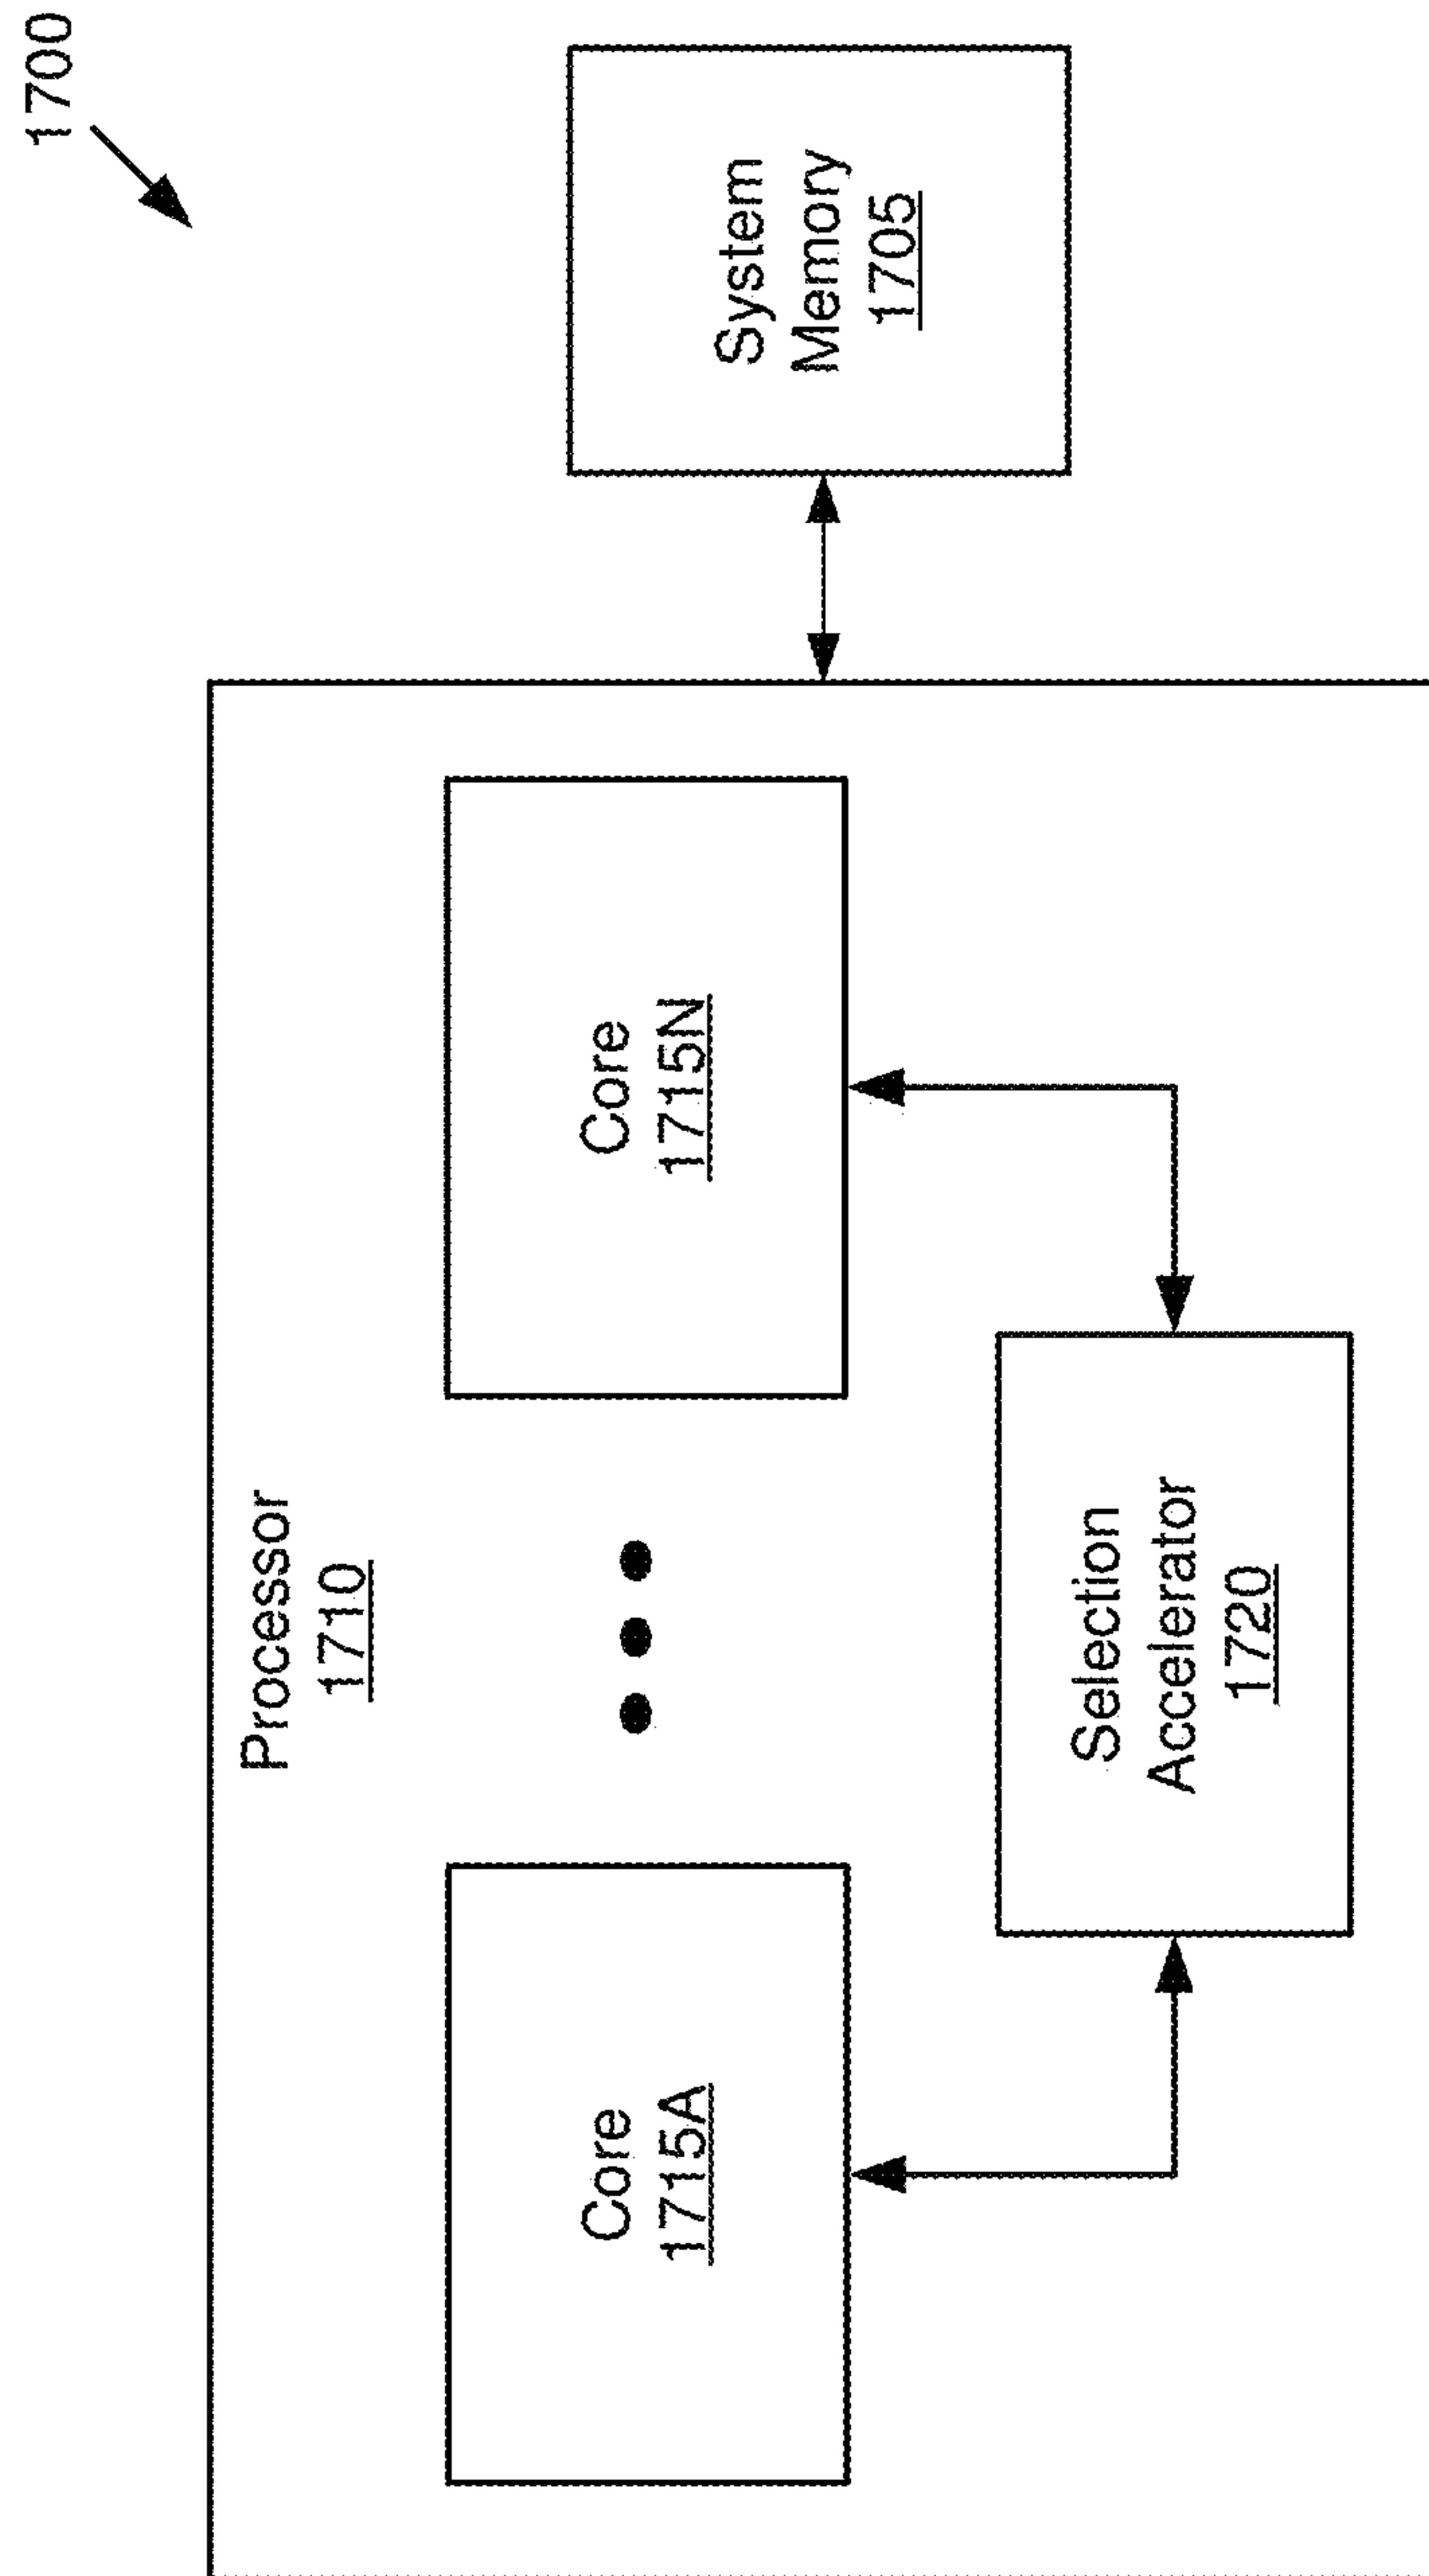 1700
Processor
1710
Core
1715A
Core
1715N
Selection
Accelerator
1720
System
Memory
1705